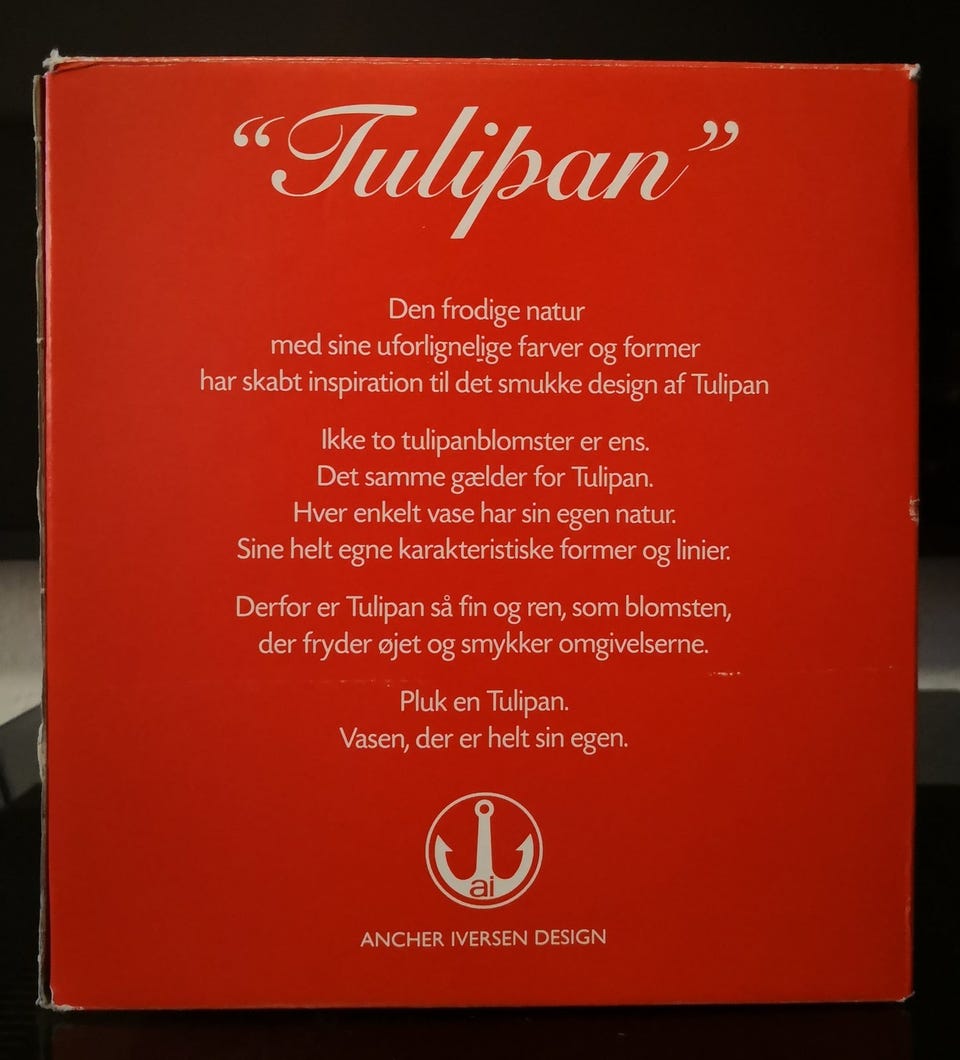 “Tulipan”
Den frodige natur
med sine uforlignelige farver og former
har skabt inspiration til det smukke design af Tulipan
Ikke to tulipanblomster er ens.
Det samme gælder for Tulipan.
Hver enkelt vase har sin egen natur.
Sine helt egne karakteristiske former og linier.
Derfor er Tulipan så fin og ren, som blomsten,
der fryder øjet og smykker omgivelserne.
Pluk en Tulipan.
Vasen, der er helt sin egen.
ai
ANCHER IVERSEN DESIGN